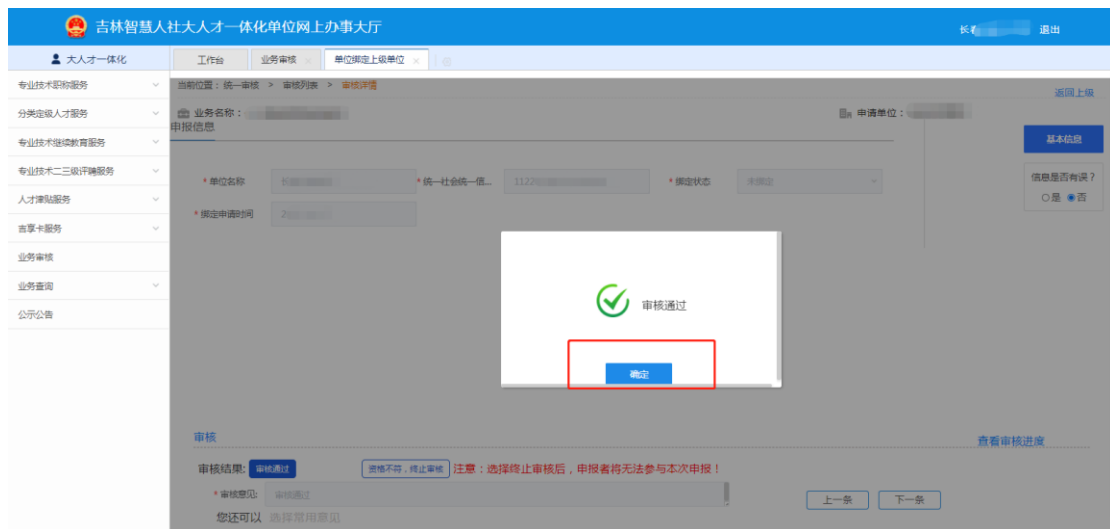 吉林智慧人社大人才一体化单位网上办事大厅
退出
大人才一体化
工作台 业务审核 单位绑定上级单位
专业技术职称服务
分类定级人才服务
专业技术继续教育服务
专业技术二三级评聘服务
人才津贴服务
吉享卡服务
业务审核
业务查询
公示公告
当前位置：统一审核 > 审核列表 > 审核详情
返回上级
业务名称：
申请单位：
申报信息
基本信息
* 单位名称
* 统一社会统一信...
1122
* 绑定状态
未绑定
信息是否有误？
是 否
* 绑定申请时间
2
审核通过
确定
审核
查看审核进度
审核结果: 审核通过 资格不符，终止审核 注意：选择终止审核后，申报者将无法参与本次申报！
* 审核意见: 审核通过
上一条 下一条
您还可以 选择常用意见